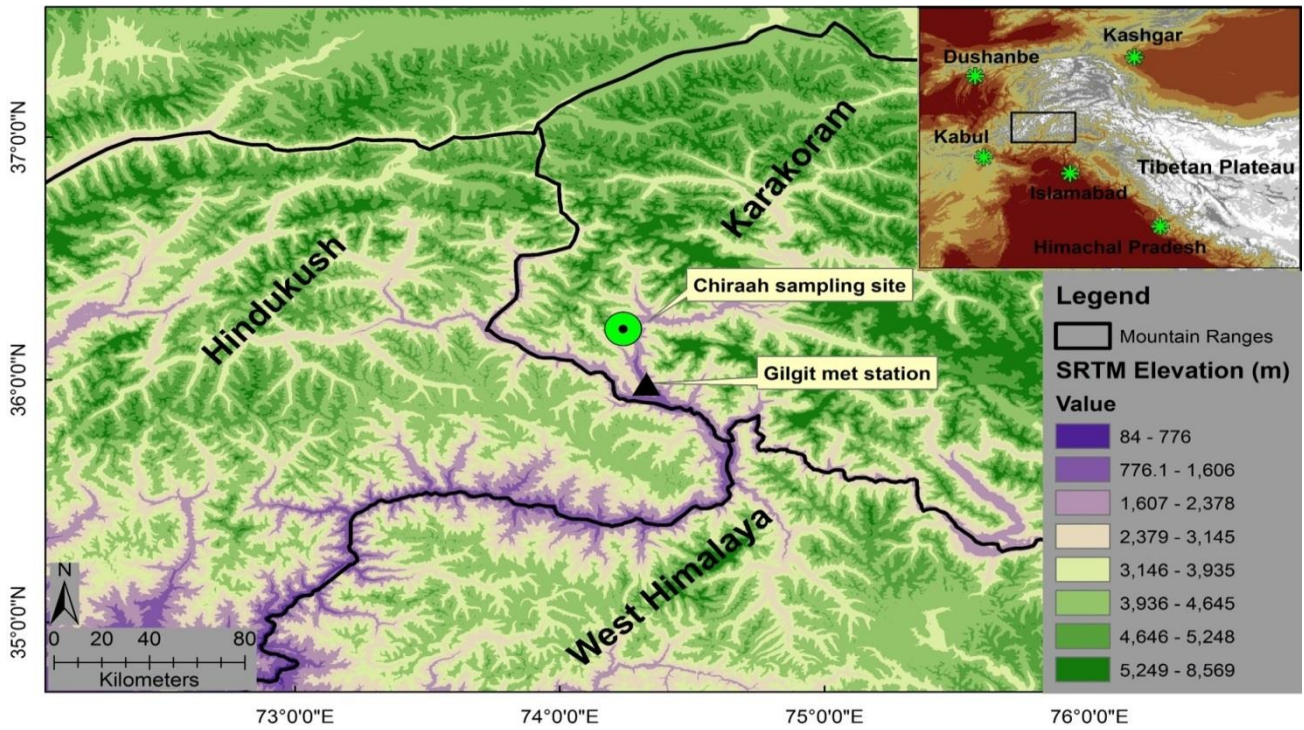 Kashgar
Dushanbe
Kabul
Tibetan Plateau
Islamabad
Himachal Pradesh
37°0'0"N
36°0'0"N
35°0'0"N
Hindukush
Karakoram
West Himalaya
Chiraah sampling site
Gilgit met station
Legend
Mountain Ranges
SRTM Elevation (m)
Value
84 - 776
776.1 - 1,606
1,607 - 2,378
2,379 - 3,145
3,146 - 3,935
3,936 - 4,645
4,646 - 5,248
5,249 - 8,569
N
0 20 40 80
Kilometers
73°0'0"E 74°0'0"E 75°0'0"E 76°0'0"E